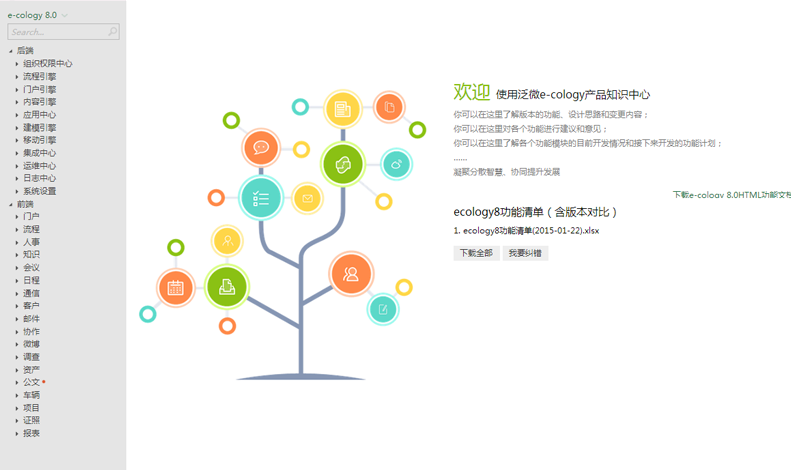 e-cology 8.0
Search...
后端
组织权限中心
流程引擎
门户引擎
内容引擎
应用中心
建模引擎
移动引擎
集成中心
运维中心
日志中心
系统设置
前端
门户
流程
人事
知识
会议
日程
通信
客户
邮件
协作
微博
调查
资产
公文
车辆
项目
证照
报表
欢迎 使用泛微e-cology产品知识中心
你可以在这里了解版本的功能、设计思路和变更内容；
你可以在这里对各个功能进行建议和意见；
你可以在这里了解各个功能模块的目前开发情况和接下来开发的功能计划；
......
凝聚分散智慧、协同提升发展
下载e-cology 8.0HTML功能文档
ecology8功能清单（含版本对比）
1. ecology8功能清单(2015-01-22).xlsx
下载全部 我要纠错